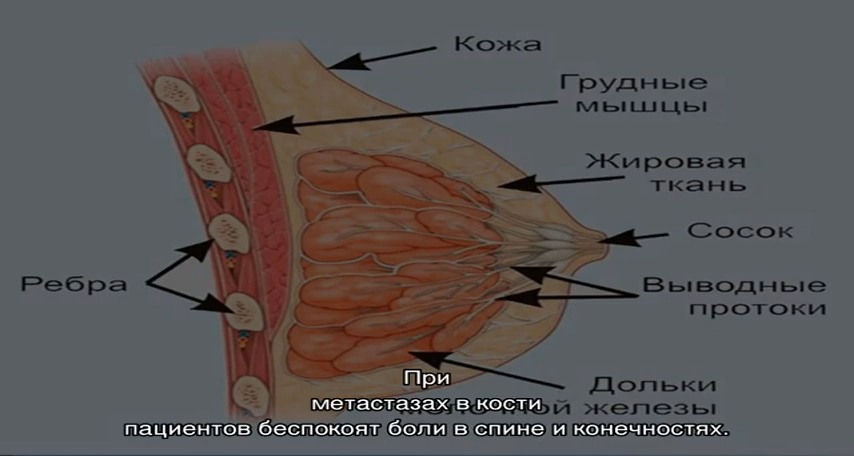 Кожа
Грудные
мышцы
Жировая
ткань
Сосок
Ребра
Выводные
протоки
Дольки
железы
При
метастазах в кости
пациентов беспокоят боли в спине и конечностях.